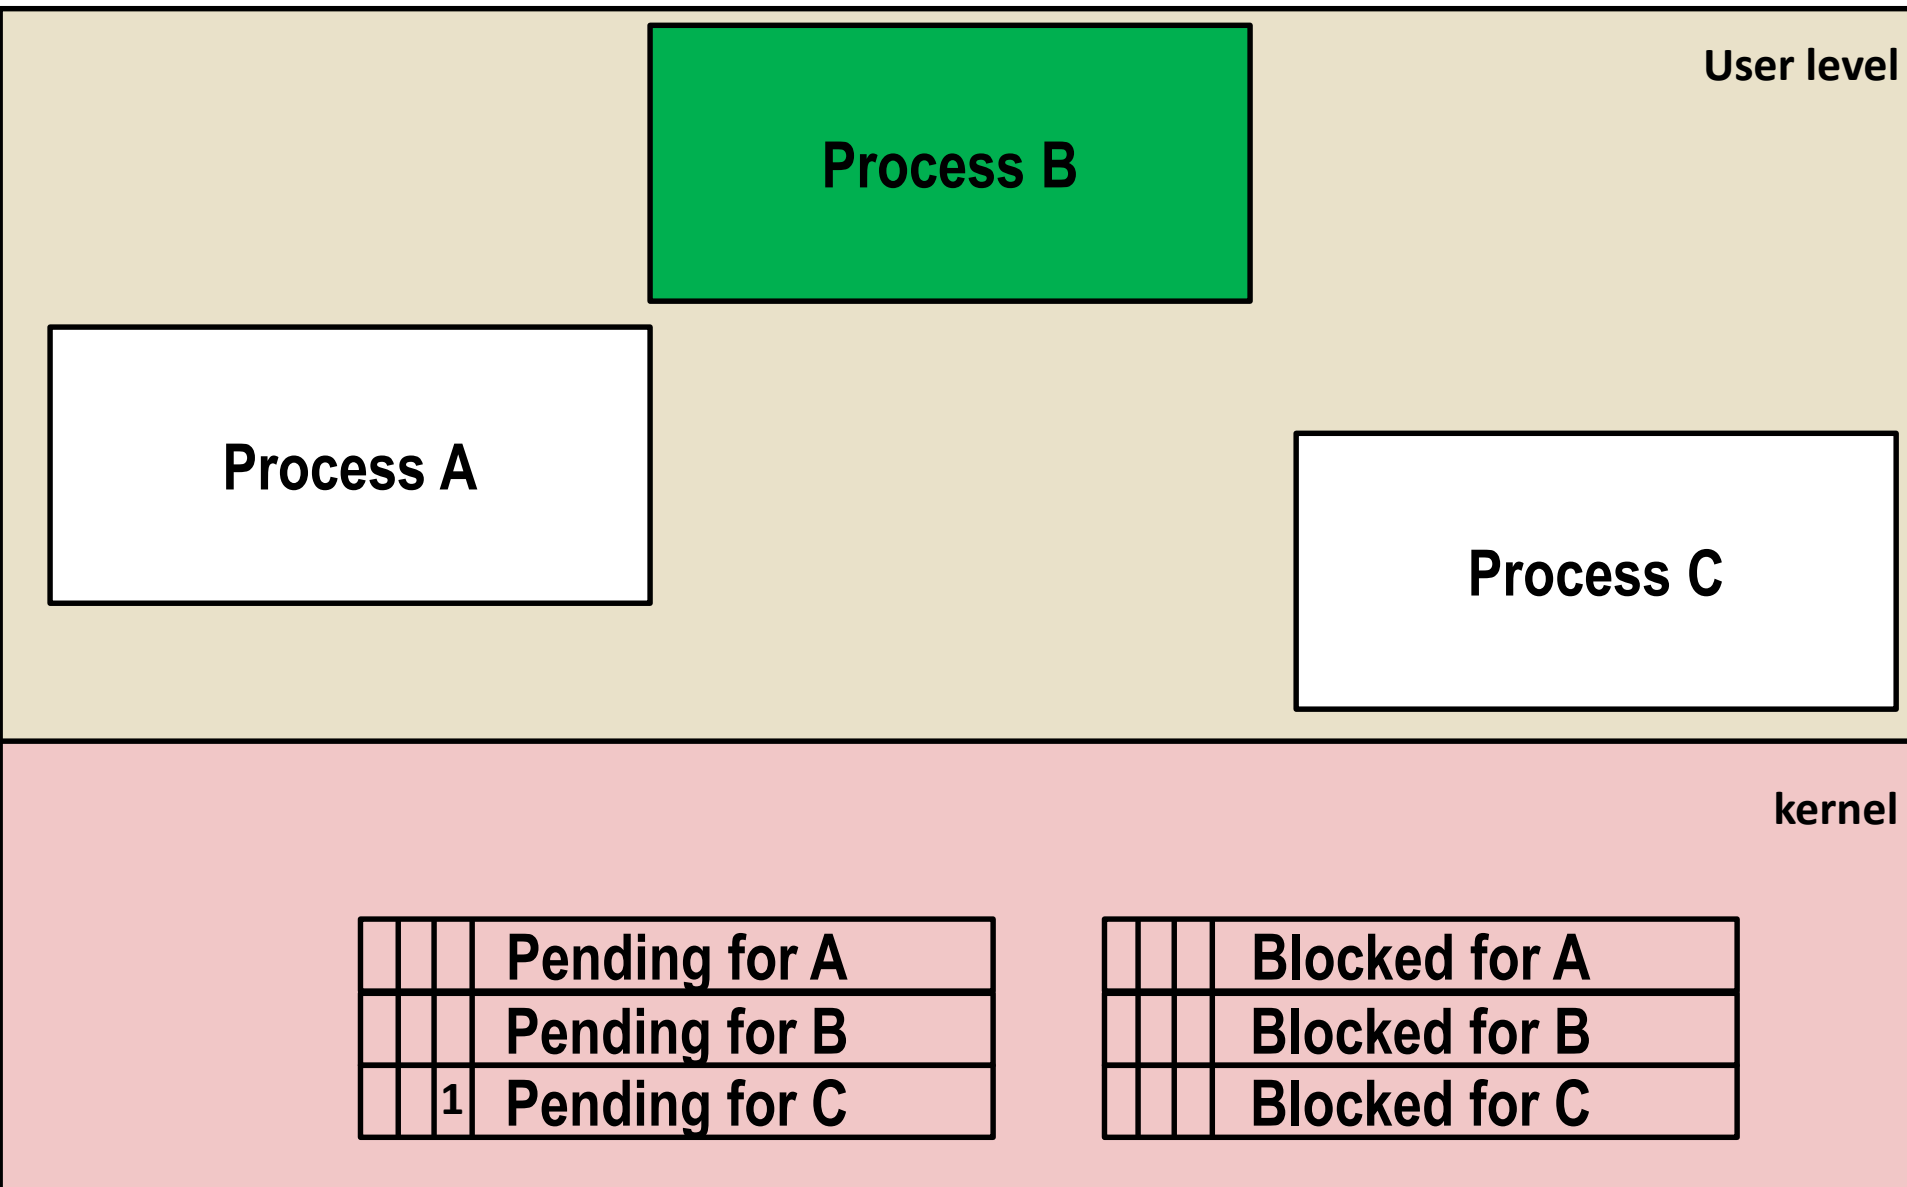 User level
Process B
Process A
Process C
kernel
Pending for A
Blocked for A
Pending for B
Blocked for B
1 Pending for C
Blocked for C